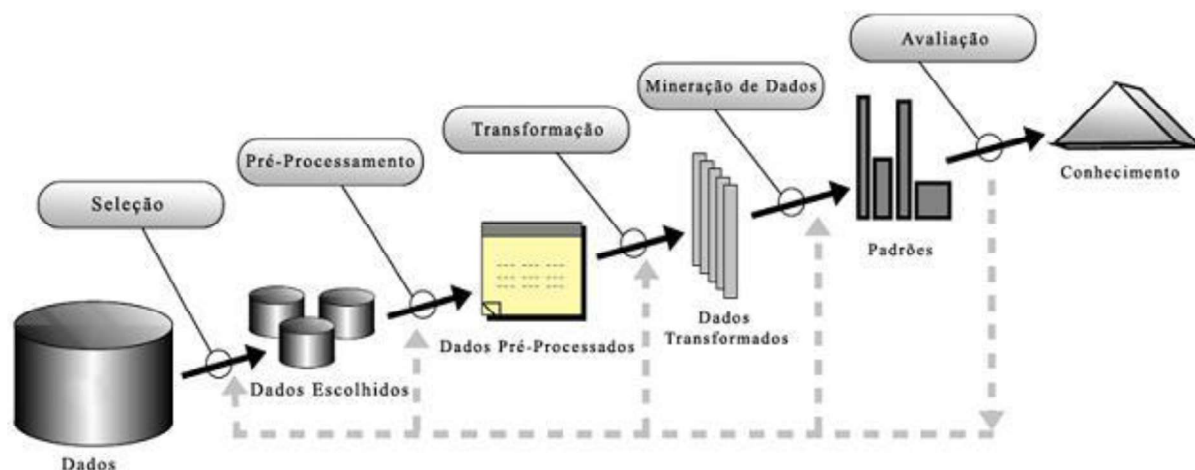 Avaliação
Mineração de Dados
Transformação
Pré-Processamento
Seleção
Conhecimento
Padrões
Dados
Transformados
Dados Pré-Processados
Dados Escolhidos
Dados